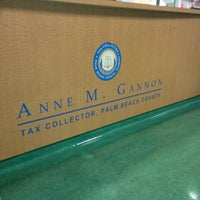 ANNE M. GANNON
TAX COLLECTOR, PALM BEACH COUNTY